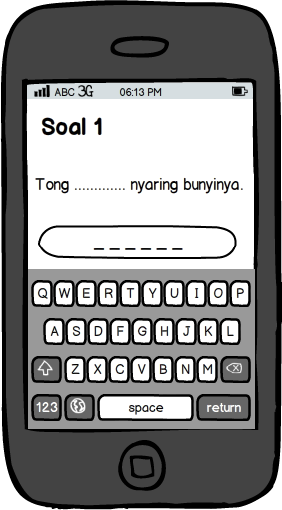 ABC 3G 06:13 PM
Soal 1
Tong ............. nyaring bunyinya.
_ _ _ _ _ _
Q W E R T Y U I O P
A S D F G H J K L
Z X C V B N M
123 space return